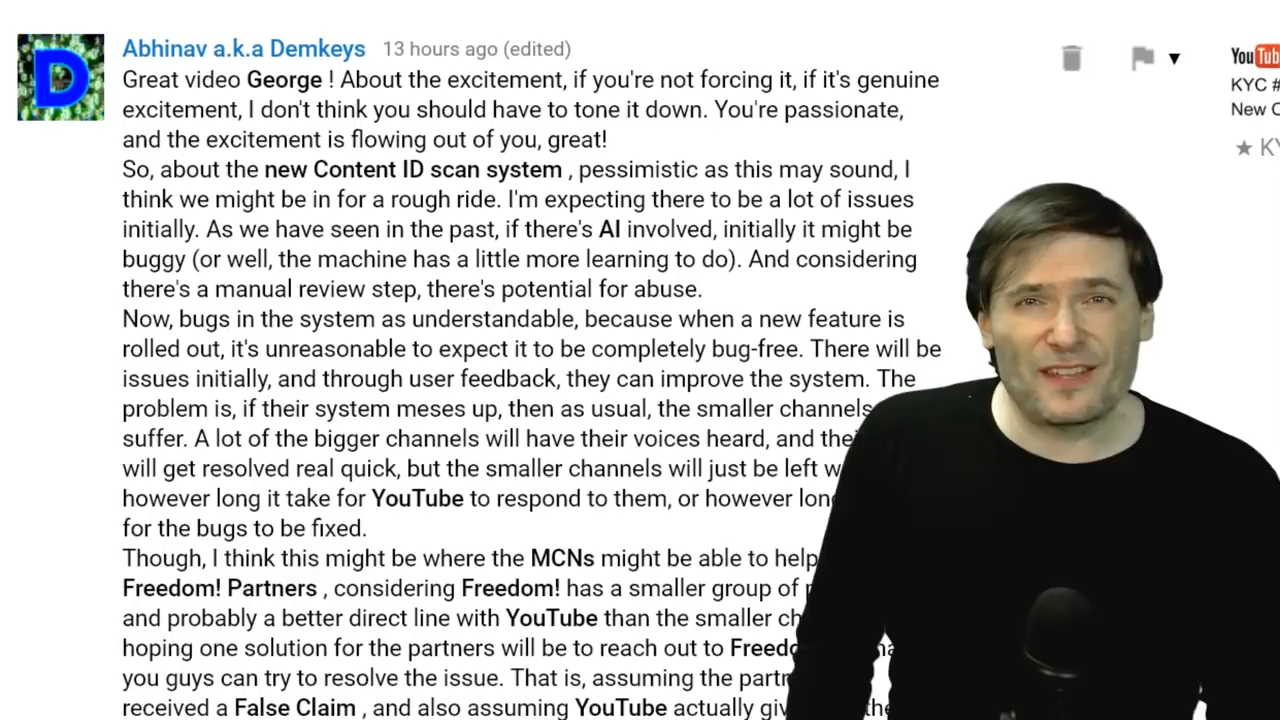 Abhinav a.k.a Demkeys 13 hours ago (edited)
Great video George ! About the excitement, if you're not forcing it, if it's genuine
excitement, I don't think you should have to tone it down. You're passionate,
and the excitement is flowing out of you, great!
So, about the new Content ID scan system , pessimistic as this may sound, I
think we might be in for a rough ride. I'm expecting there to be a lot of issues
initially. As we have seen in the past, if there's AI involved, initially it might be
buggy (or well, the machine has a little more learning to do). And considering
there's a manual review step, there's potential for abuse.
Now, bugs in the system as understandable, because when a new feature is
rolled out, it's unreasonable to expect it to be completely bug-free. There will be
issues initially, and through user feedback, they can improve the system. The
problem is, if their system meses up, then as usual, the smaller channels
suffer. A lot of the bigger channels will have their voices heard, and
will get resolved real quick, but the smaller channels will just be left
however long it take for YouTube to respond to them, or however
for the bugs to be fixed.
Though, I think this might be where the MCNs might be able to help
Freedom! Partners , considering Freedom! has a smaller group of
and probably a better direct line with YouTube than the smaller
hoping one solution for the partners will be to reach out to
you guys can try to resolve the issue. That is, assuming the
received a False Claim , and also assuming YouTube actually
D
You
KYC #
New
★ KY